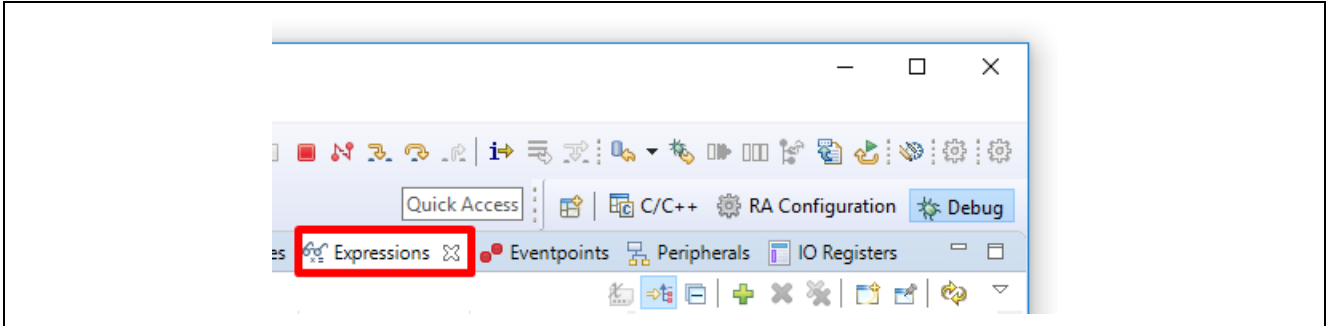 Quick Access C/C++ RA Configuration Debug
es Expressions Eventpoints Peripherals IO Registers